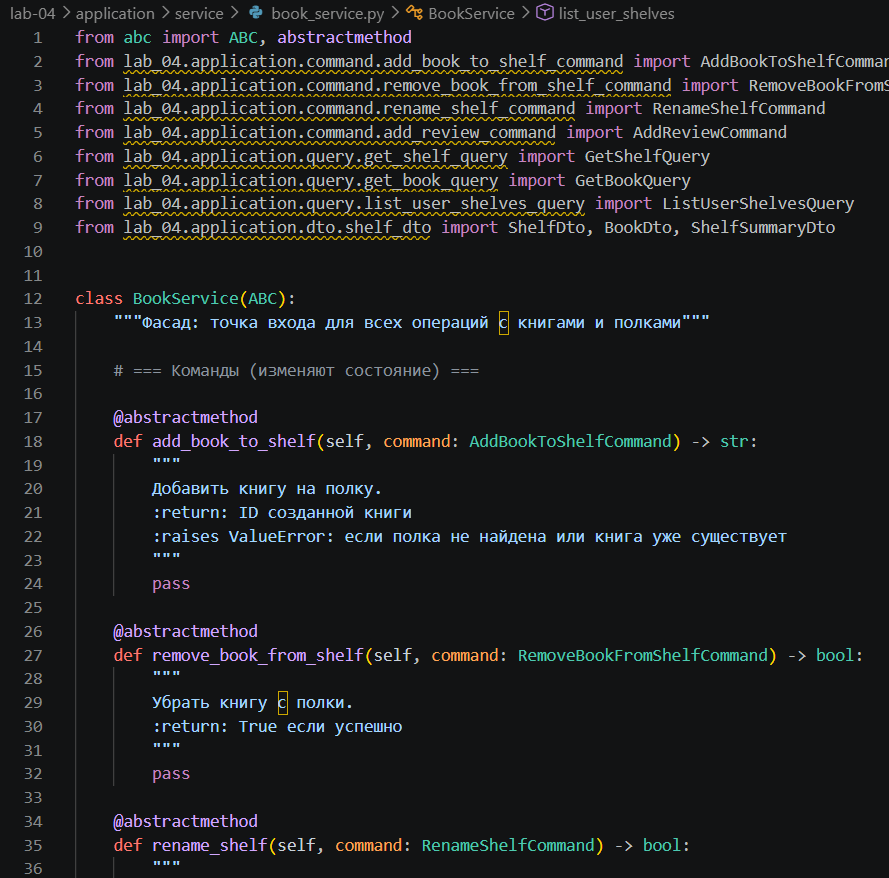 lab-04 > application > service > book_service.py > BookService > list_user_shelves
1 from abc import ABC, abstractmethod
2 from lab_04.application.command.add_book_to_shelf_command import AddBookToShelfComman
3 from lab_04.application.command.remove_book_from_shelf_command import RemoveBookFromS
4 from lab_04.application.command.rename_shelf_command import RenameShelfCommand
5 from lab_04.application.command.add_review_command import AddReviewCommand
6 from lab_04.application.query.get_shelf_query import GetShelfQuery
7 from lab_04.application.query.get_book_query import GetBookQuery
8 from lab_04.application.query.list_user_shelves_query import ListUserShelvesQuery
9 from lab_04.application.dto.shelf_dto import ShelfDto, BookDto, ShelfSummaryDto
10
11
12 class BookService(ABC):
13     """Фасад: точка входа для всех операций с книгами и полками"""
14
15     # === Команды (изменяют состояние) ===
16
17     @abstractmethod
18     def add_book_to_shelf(self, command: AddBookToShelfCommand) -> str:
19         """
20         Добавить книгу на полку.
21         :return: ID созданной книги
22         :raises ValueError: если полка не найдена или книга уже существует
23         """
24         pass
25
26     @abstractmethod
27     def remove_book_from_shelf(self, command: RemoveBookFromShelfCommand) -> bool:
28         """
29         Убрать книгу с полки.
30         :return: True если успешно
31         """
32         pass
33
34     @abstractmethod
35     def rename_shelf(self, command: RenameShelfCommand) -> bool:
36         """